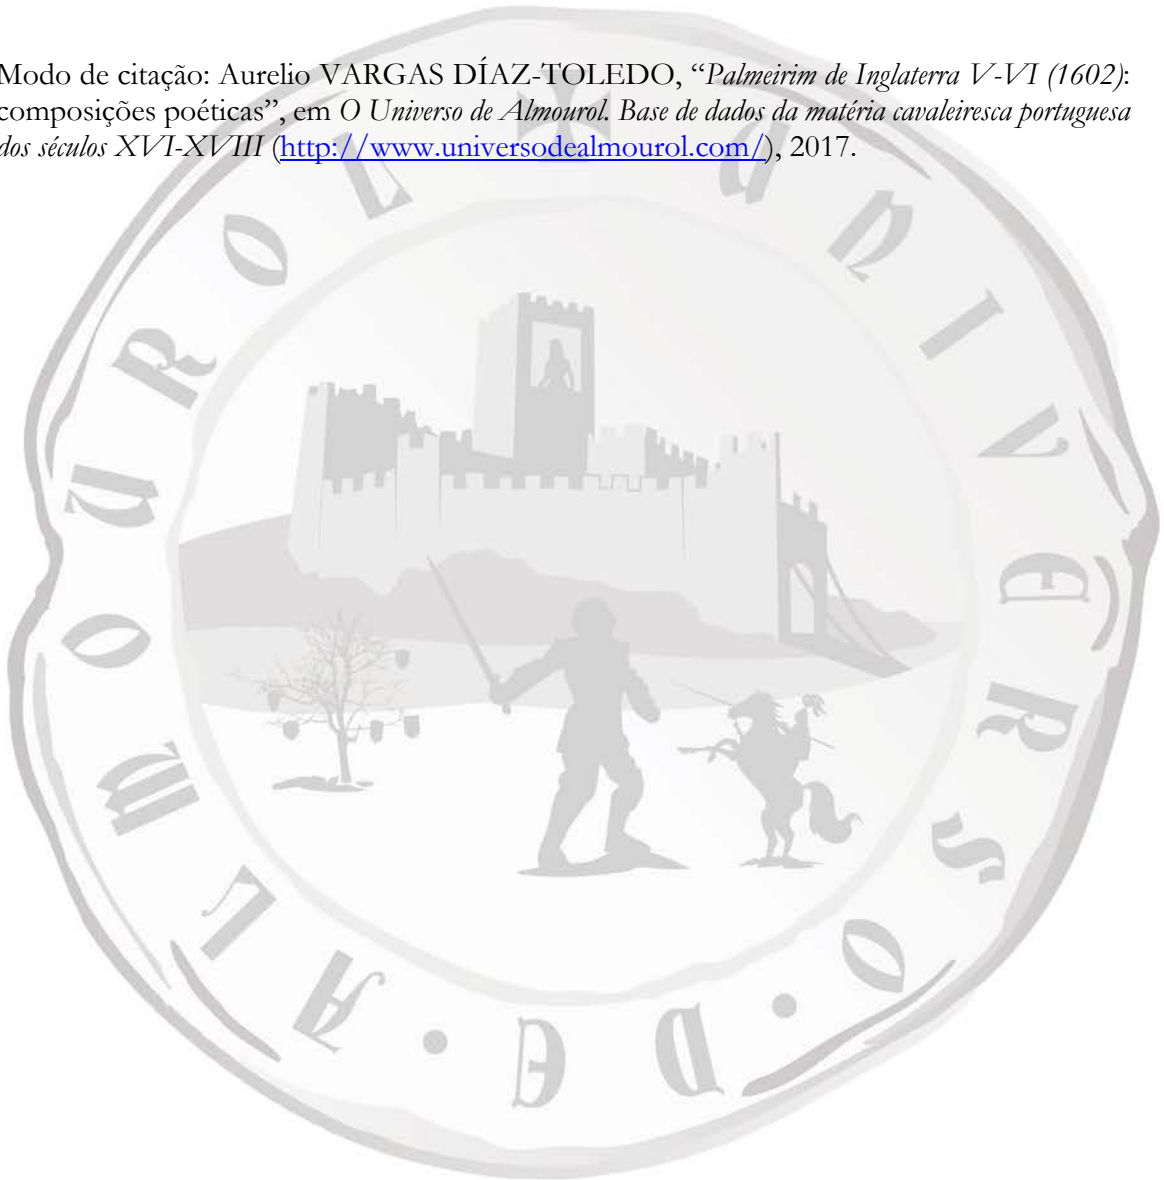 Modo de citação: Aurelio VARGAS DÍAZ-TOLEDO, “Palmeirim de Inglaterra V-VI (1602):
composições poéticas”, em O Universo de Almourol. Base de dados da matéria cavaleiresca portuguesa
dos séculos XVI-XVIII (http://www.universodealmourol.com/), 2017.
UNIVERSO · DE · ALMOUROL